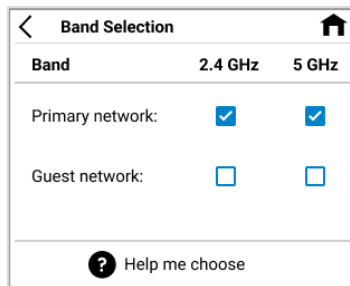 Band Selection
Band 2.4 GHz 5 GHz
Primary network:
Guest network:
? Help me choose